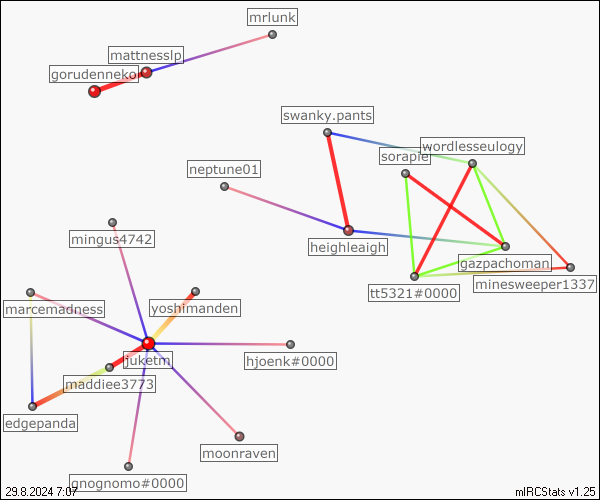 mrlunk
mattnesslp
gorudenneko
swanky.pants
wordlesseulogy
sorapie
neptune01
mingus4742
heighleaigh
gazpachoman
minesweeper1337
tt5321#0000
marcemadness
yoshimanden
juketm
hjoenk#0000
maddiee3773
edgepanda
moonraven
gnognomo#0000
29.8.2024 7:07
mIRCStats v1.25